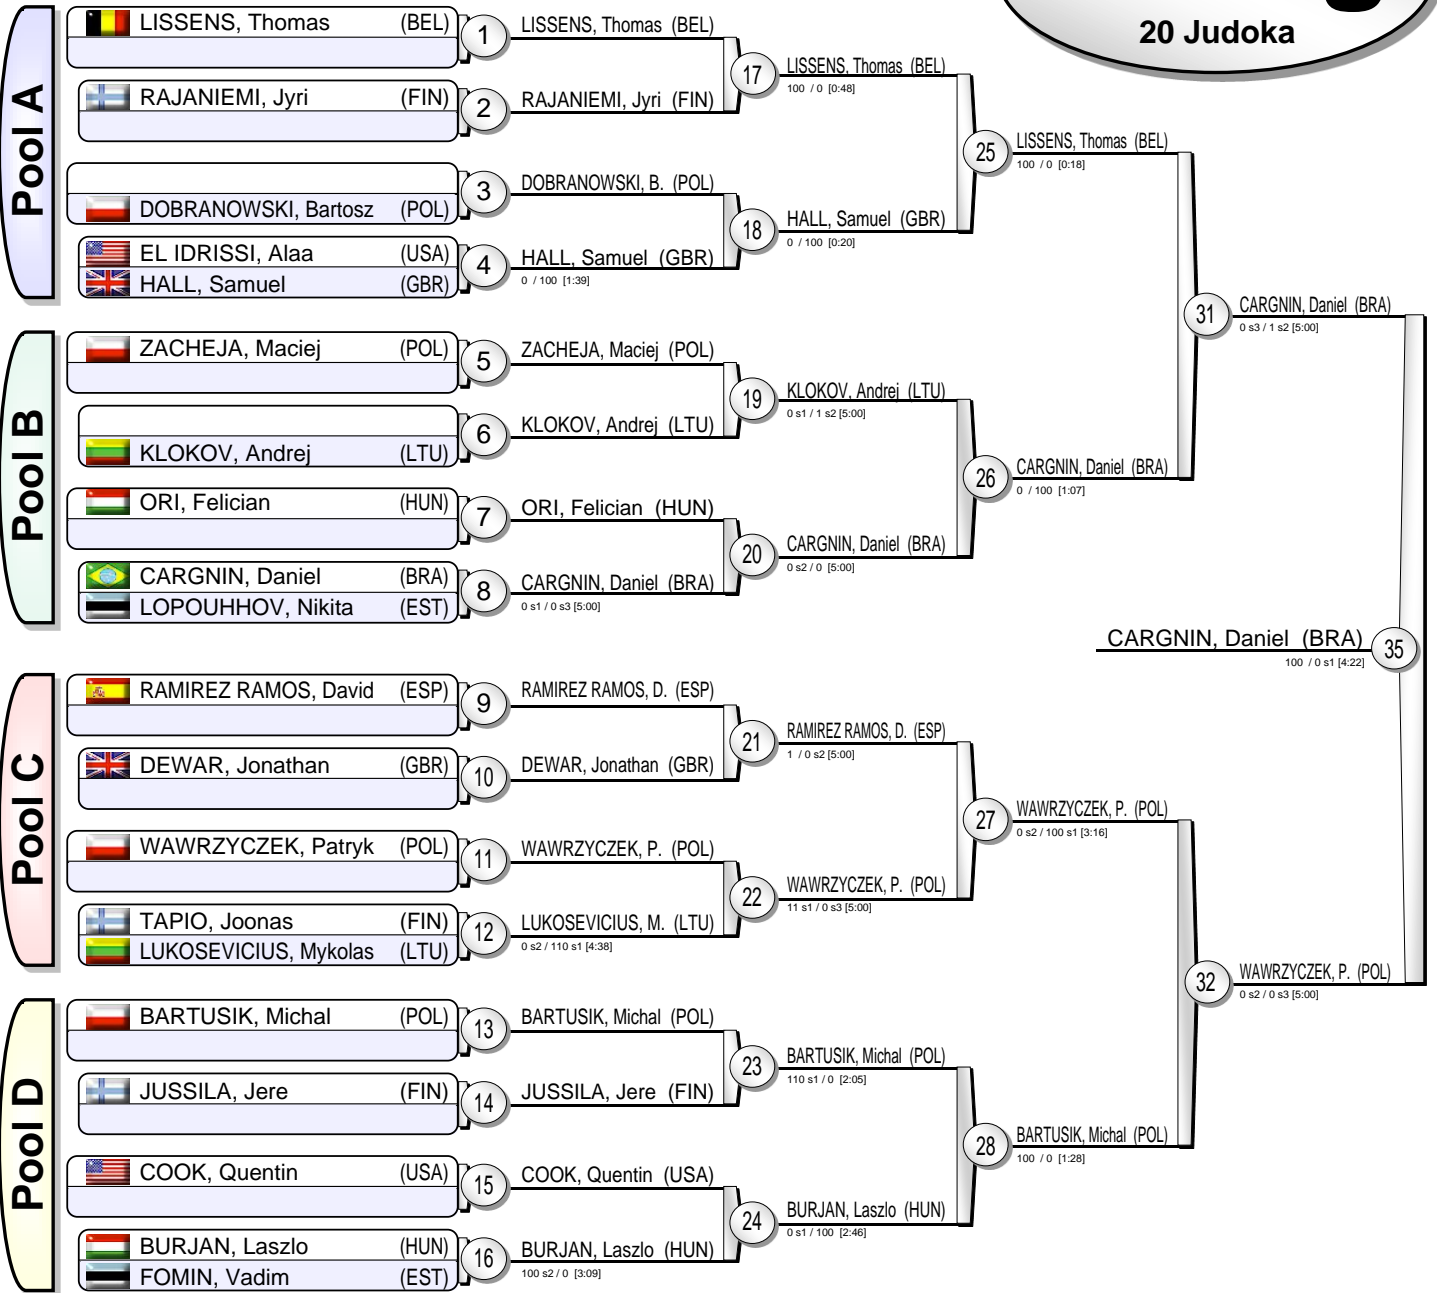 20 Judoka
Pool A
LISSENS, Thomas (BEL)
1
RAJANIEMI, Jyri (FIN)
2
3
DOBRANOWSKI, Bartosz (POL)
EL IDRISSI, Alaa (USA)
4
HALL, Samuel (GBR)
Pool B
ZACHEJA, Maciej (POL)
5
6
KLOKOV, Andrej (LTU)
ORI, Felician (HUN)
7
CARGNIN, Daniel (BRA)
8
LOPOUHHOV, Nikita (EST)
Pool C
RAMIREZ RAMOS, David (ESP)
9
DEWAR, Jonathan (GBR)
10
WAWRZYCZEK, Patryk (POL)
11
TAPIO, Joonas (FIN)
12
LUKOSEVICIUS, Mykolas (LTU)
Pool D
BARTUSIK, Michal (POL)
13
JUSSILA, Jere (FIN)
14
COOK, Quentin (USA)
15
BURJAN, Laszlo (HUN)
16
FOMIN, Vadim (EST)
LISSENS, Thomas (BEL)
17
RAJANIEMI, Jyri (FIN)
DOBRANOWSKI, B. (POL)
18
HALL, Samuel (GBR)
0 / 100 [1:39]
ZACHEJA, Maciej (POL)
19
KLOKOV, Andrej (LTU)
ORI, Felician (HUN)
20
CARGNIN, Daniel (BRA)
0 s1 / 0 s3 [5:00]
RAMIREZ RAMOS, D. (ESP)
21
DEWAR, Jonathan (GBR)
WAWRZYCZEK, P. (POL)
22
LUKOSEVICIUS, M. (LTU)
0 s2 / 110 s1 [4:38]
BARTUSIK, Michal (POL)
23
JUSSILA, Jere (FIN)
COOK, Quentin (USA)
24
BURJAN, Laszlo (HUN)
100 s2 / 0 [3:09]
LISSENS, Thomas (BEL)
100 / 0 [0:48]
25
HALL, Samuel (GBR)
0 / 100 [0:20]
KLOKOV, Andrej (LTU)
0 s1 / 1 s2 [5:00]
26
CARGNIN, Daniel (BRA)
0 s2 / 0 [5:00]
RAMIREZ RAMOS, D. (ESP)
1 / 0 s2 [5:00]
27
WAWRZYCZEK, P. (POL)
11 s1 / 0 s3 [5:00]
BARTUSIK, Michal (POL)
110 s1 / 0 [2:05]
28
BURJAN, Laszlo (HUN)
0 s1 / 100 [2:46]
LISSENS, Thomas (BEL)
100 / 0 [0:18]
31
CARGNIN, Daniel (BRA)
0 / 100 [1:07]
WAWRZYCZEK, P. (POL)
0 s2 / 100 s1 [3:16]
32
BARTUSIK, Michal (POL)
100 / 0 [1:28]
CARGNIN, Daniel (BRA)
0 s3 / 1 s2 [5:00]
CARGNIN, Daniel (BRA)
35
100 / 0 s1 [4:22]
WAWRZYCZEK, P. (POL)
0 s2 / 0 s3 [5:00]